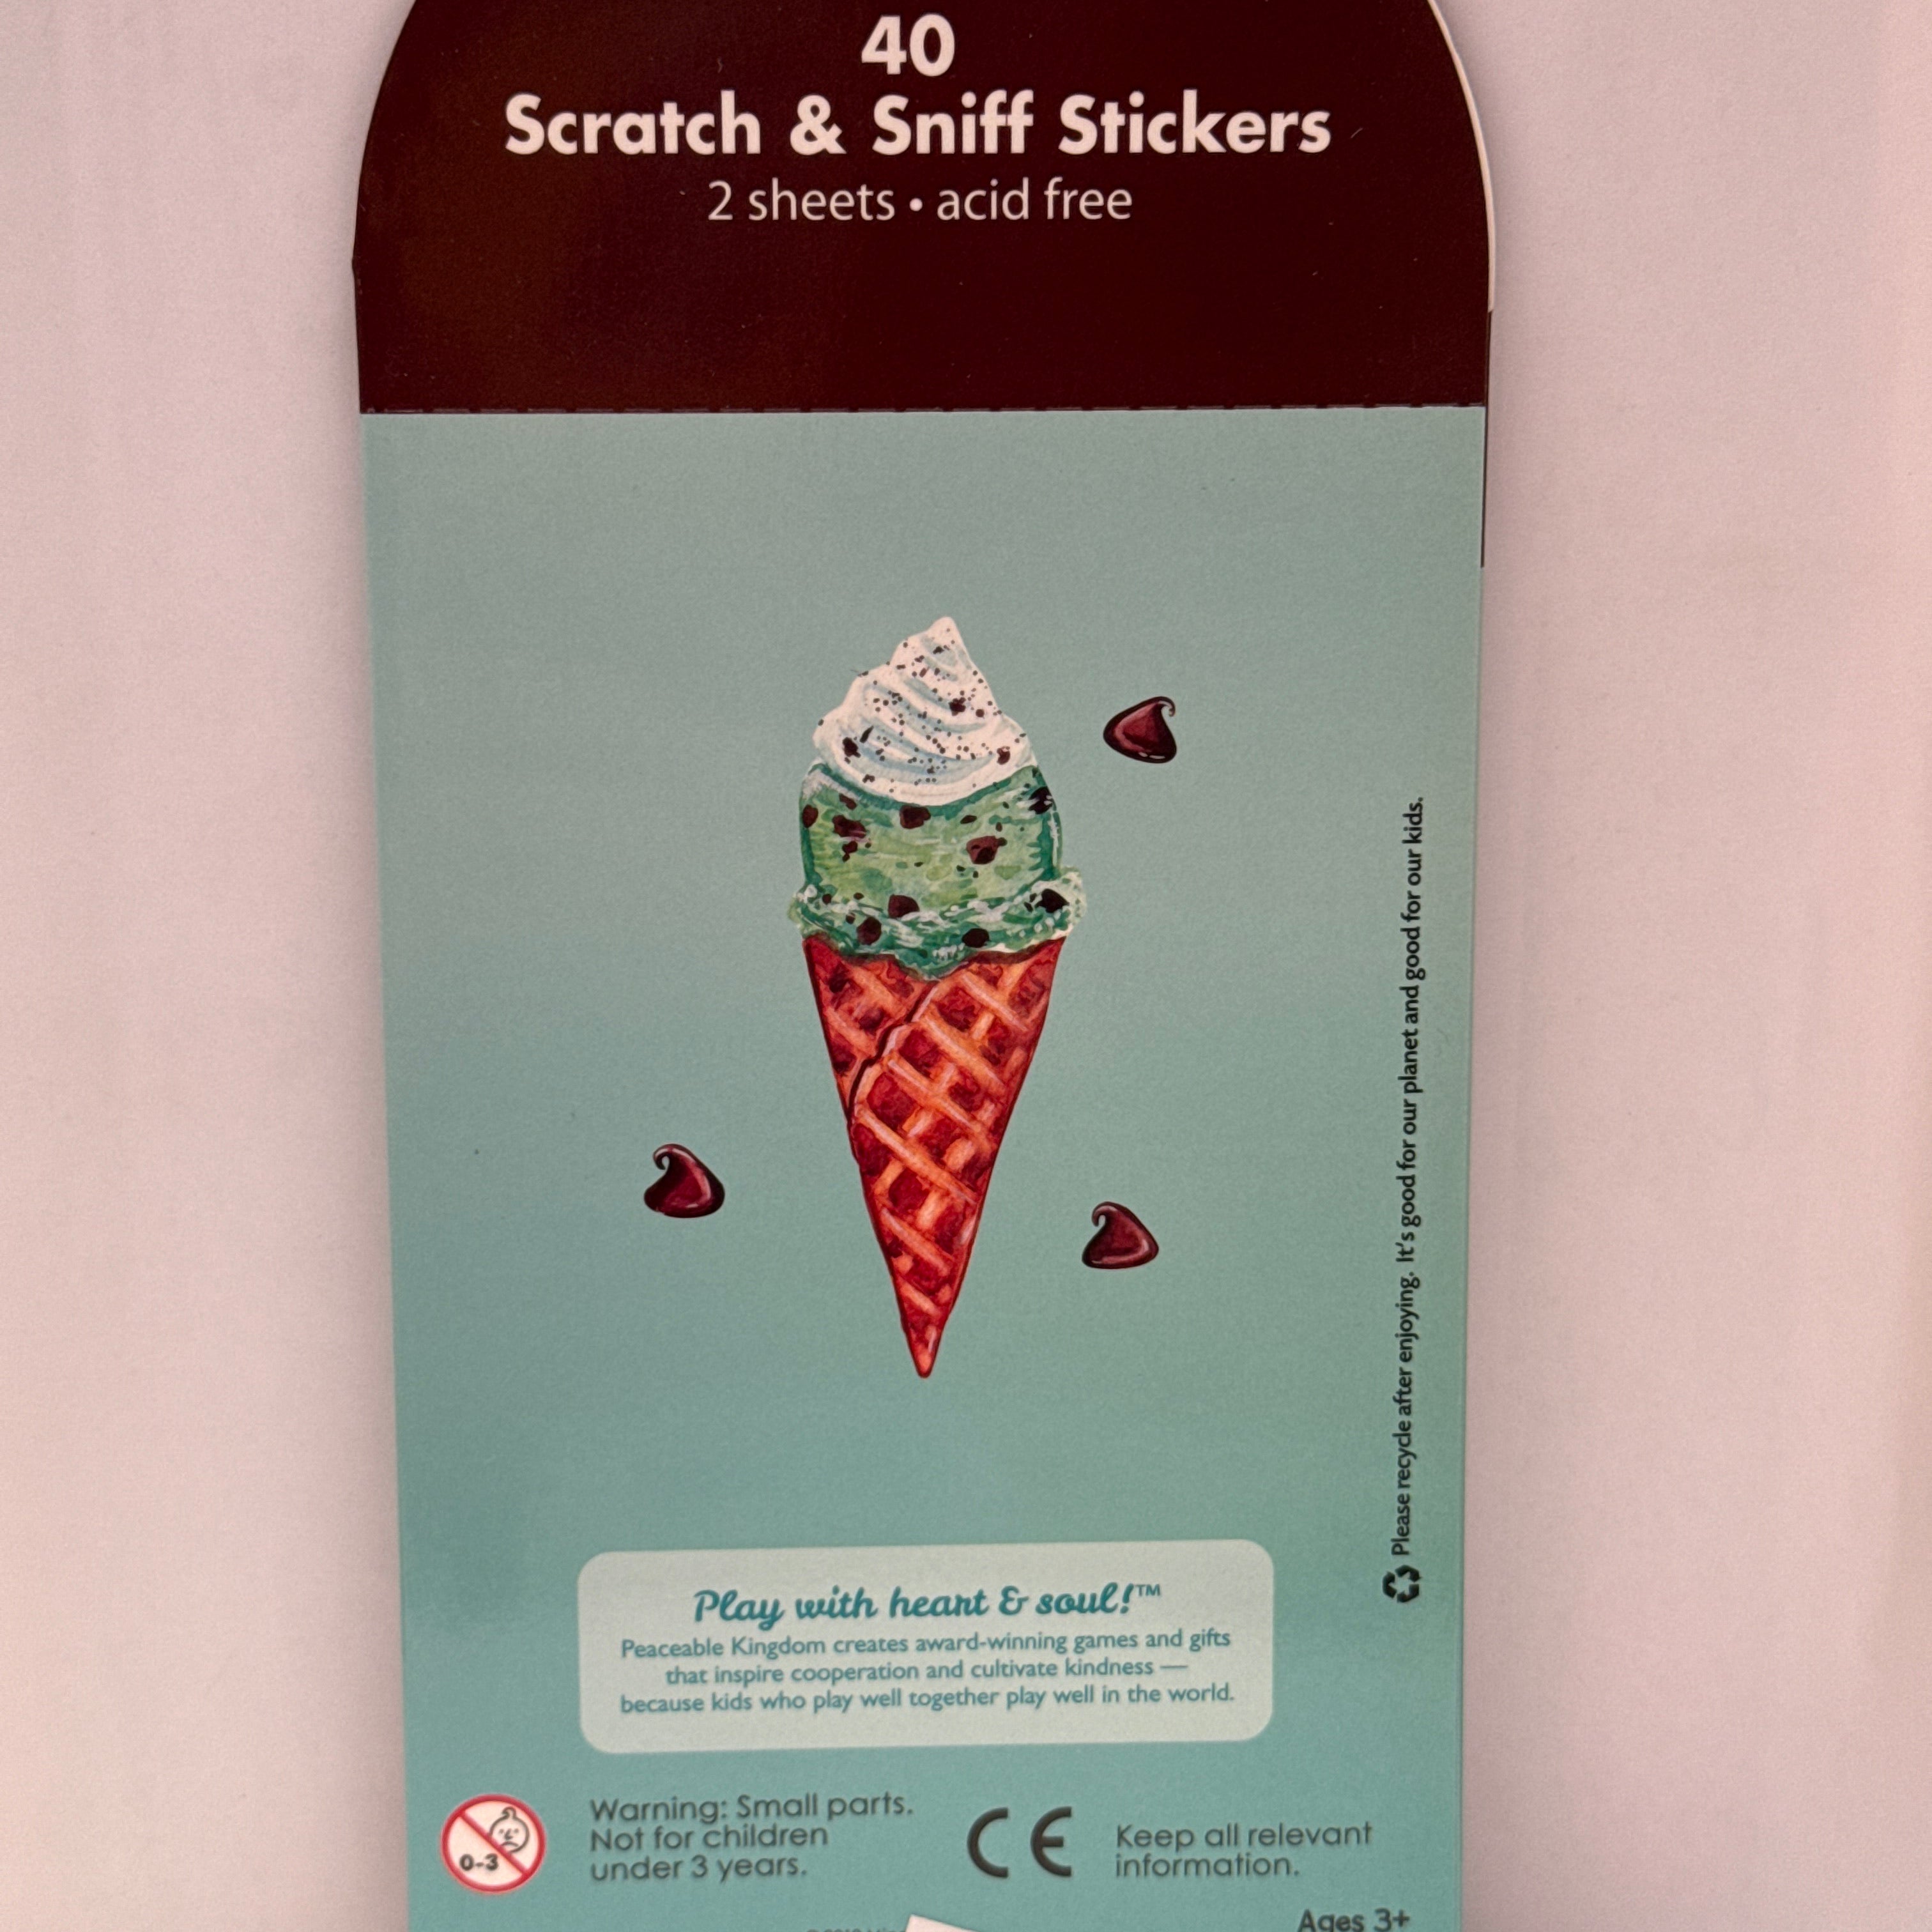 40
Scratch & Sniff Stickers
2 sheets • acid free
Please recycle after enjoying. It's good for our planet and good for our kids.
Play with heart & soul!™
Peaceable Kingdom creates award-winning games and gifts
that inspire cooperation and cultivate kindness —
because kids who play well together play well in the world.
0-3
Warning: Small parts.
Not for children
under 3 years.
CE
Keep all relevant
information.
Ages 3+